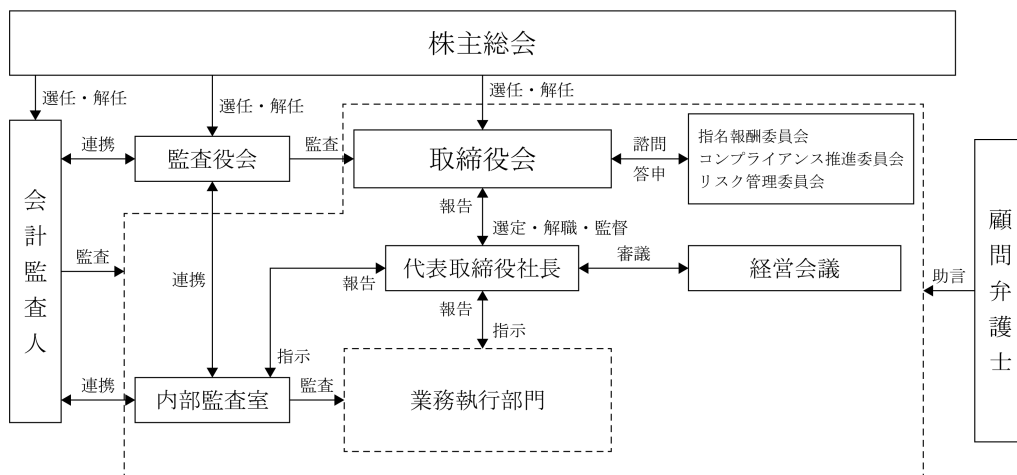 株主総会
選任・解任
選任・解任
選任・解任
会計監査人
連携
監査役会
監査
取締役会
諮問
答申
指名報酬委員会
コンプライアンス推進委員会
リスク管理委員会
顧問弁護士
報告
選定・解職・監督
監査
連携
報告
代表取締役社長
審議
経営会議
助言
報告
指示
指示
連携
内部監査室
監査
業務執行部門